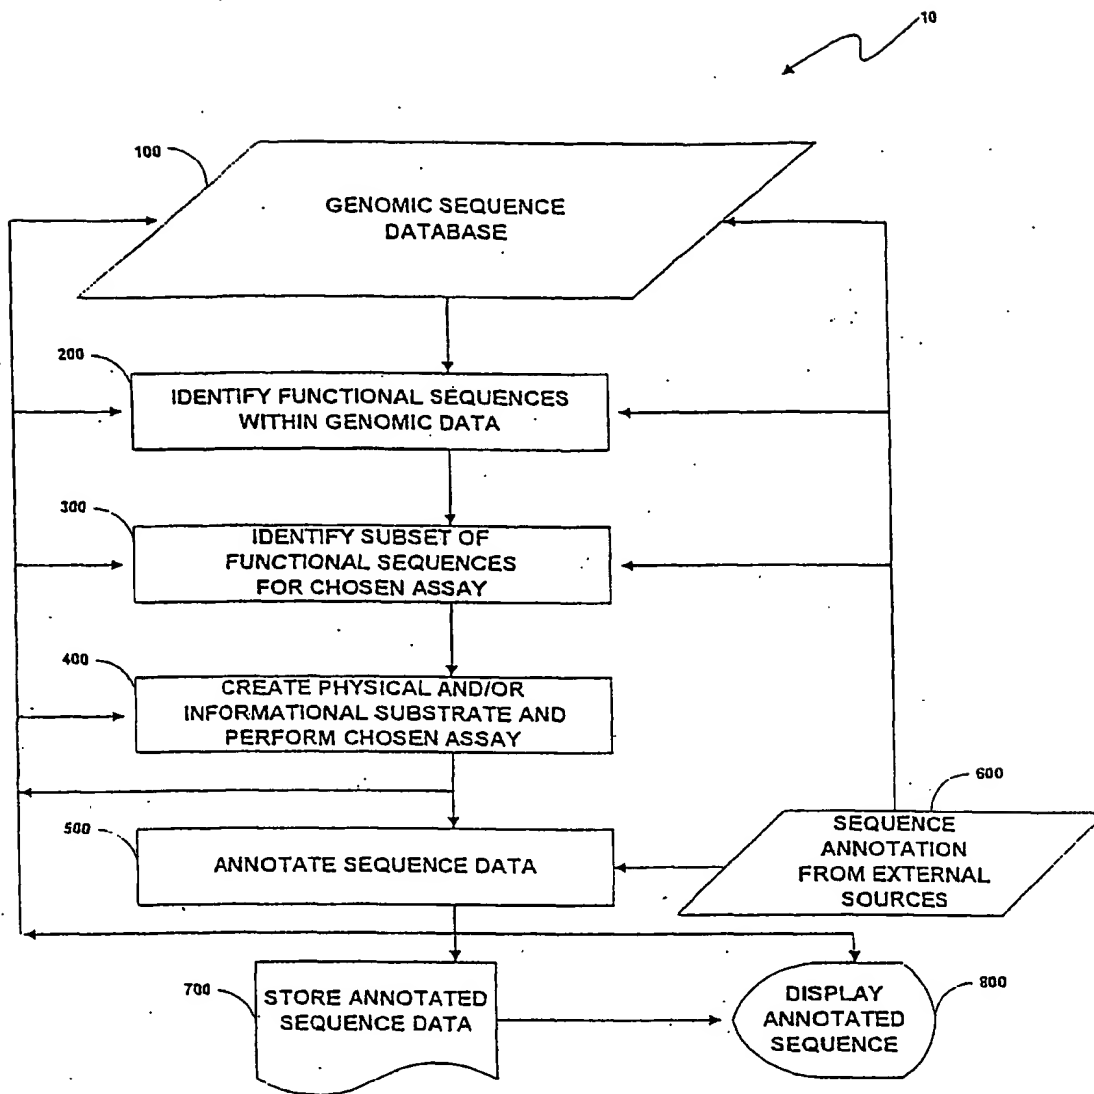 10
100
GENOMIC SEQUENCE
DATABASE
200
IDENTIFY FUNCTIONAL SEQUENCES
WITHIN GENOMIC DATA
300
IDENTIFY SUBSET OF
FUNCTIONAL SEQUENCES
FOR CHOSEN ASSAY
400
CREATE PHYSICAL AND/OR
INFORMATIONAL SUBSTRATE AND
PERFORM CHOSEN ASSAY
600
500
ANNOTATE SEQUENCE DATA
SEQUENCE
ANNOTATION
FROM EXTERNAL
SOURCES
700
STORE ANNOTATED
SEQUENCE DATA
DISPLAY
ANNOTATED
SEQUENCE
800